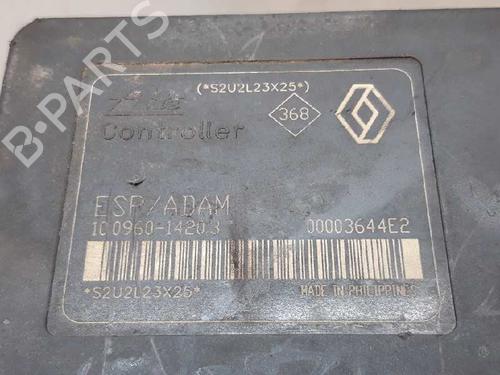 (*S2U2L23X25*)
368
Controller
ESP/ADAM
10.0960-1420.3
00003644E2
*S2U2L23X25*
MADE IN PHILIPPINES
B-PARTS